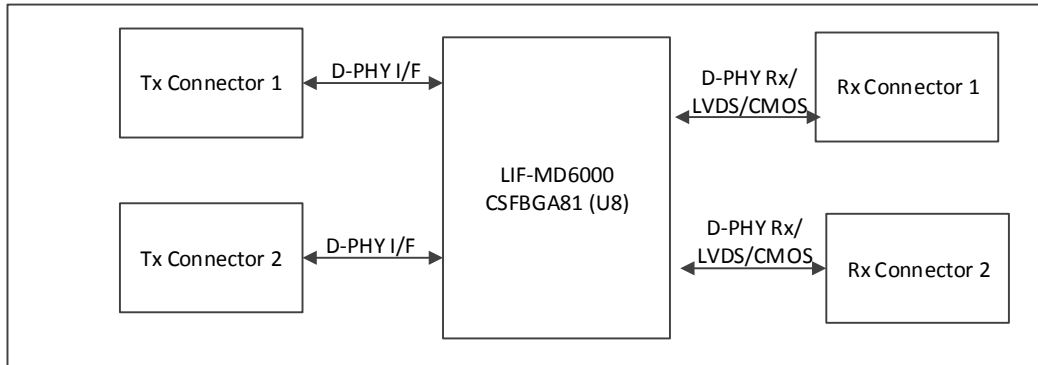 Tx Connector 1
D-PHY I/F
D-PHY Rx/
LVDS/CMOS
Rx Connector 1
LIF-MD6000
CSFBGA81 (U8)
Tx Connector 2
D-PHY I/F
D-PHY Rx/
LVDS/CMOS
Rx Connector 2